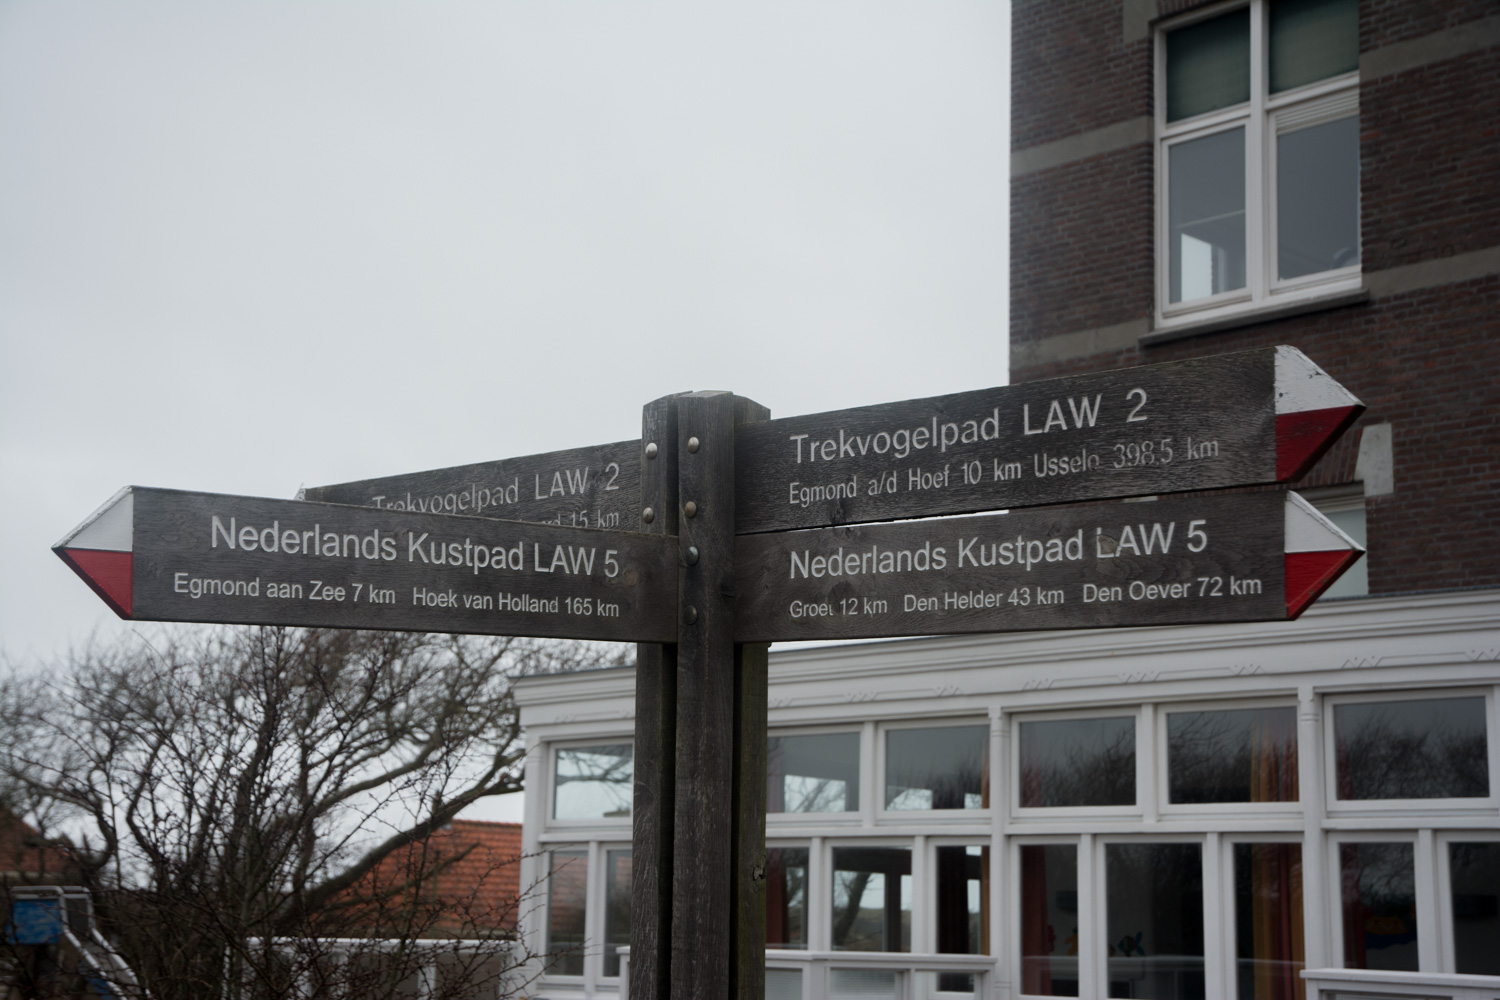 Trekvogelpad LAW 2
Egmond a/d Hoef 10 km Usselo 398.5 km
Trekvogelpad LAW 2
15 km
Nederlands Kustpad LAW 5
Egmond aan Zee 7 km Hoek van Holland 165 km
Nederlands Kustpad LAW 5
Groet 12 km Den Helder 43 km Den Oever 72 km